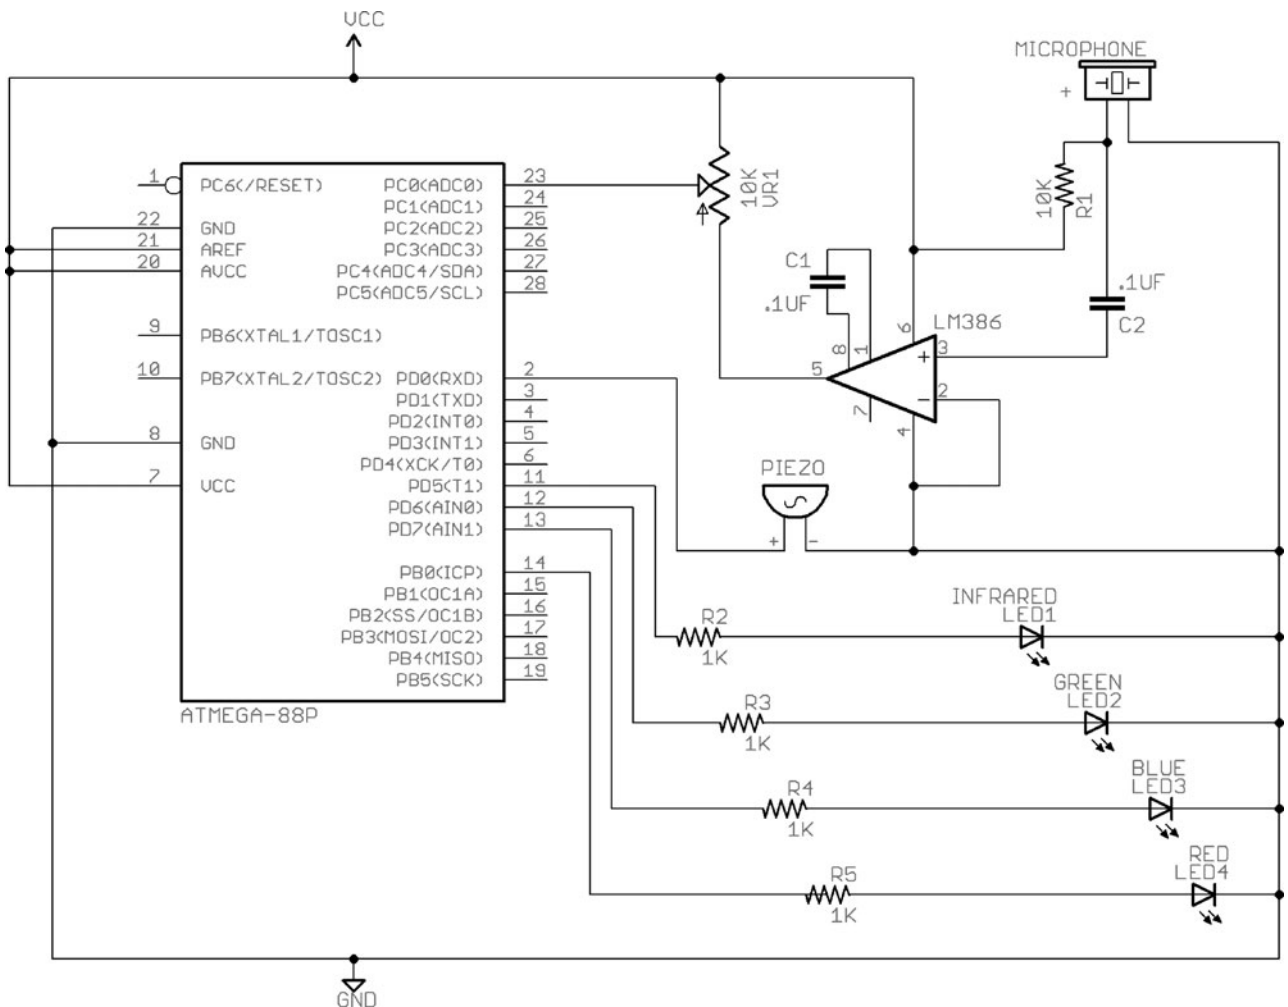 VCC
MICROPHONE
+
1 PC6(/RESET)
22 GND
21 AREF
20 AVCC
9 PB6(XTAL1/TOSC1)
10 PB7(XTAL2/TOSC2)
8 GND
7 VCC
PC0(ADC0) 23
PC1(ADC1) 24
PC2(ADC2) 25
PC3(ADC3) 26
PC4(ADC4/SDA) 27
PC5(ADC5/SCL) 28
PD0(RXD) 2
PD1(TXD) 3
PD2(INT0) 4
PD3(INT1) 5
PD4(XCK/T0) 6
PD5(T1) 11
PD6(AIN0) 12
PD7(AIN1) 13
PB0(ICP) 14
PB1(OC1A) 15
PB2(SS/OC1B) 16
PB3(MOSI/OC2) 17
PB4(MISO) 18
PB5(SCK) 19
ATMEGA-88P
10K
VR1
10K
R1
C1
.1UF
.1UF
C2
LM386
6
8
1
+ 3
5
- 2
7
4
PIEZO
+ -
INFRARED
LED1
R2
1K
GREEN
LED2
R3
1K
BLUE
LED3
R4
1K
RED
LED4
R5
1K
GND